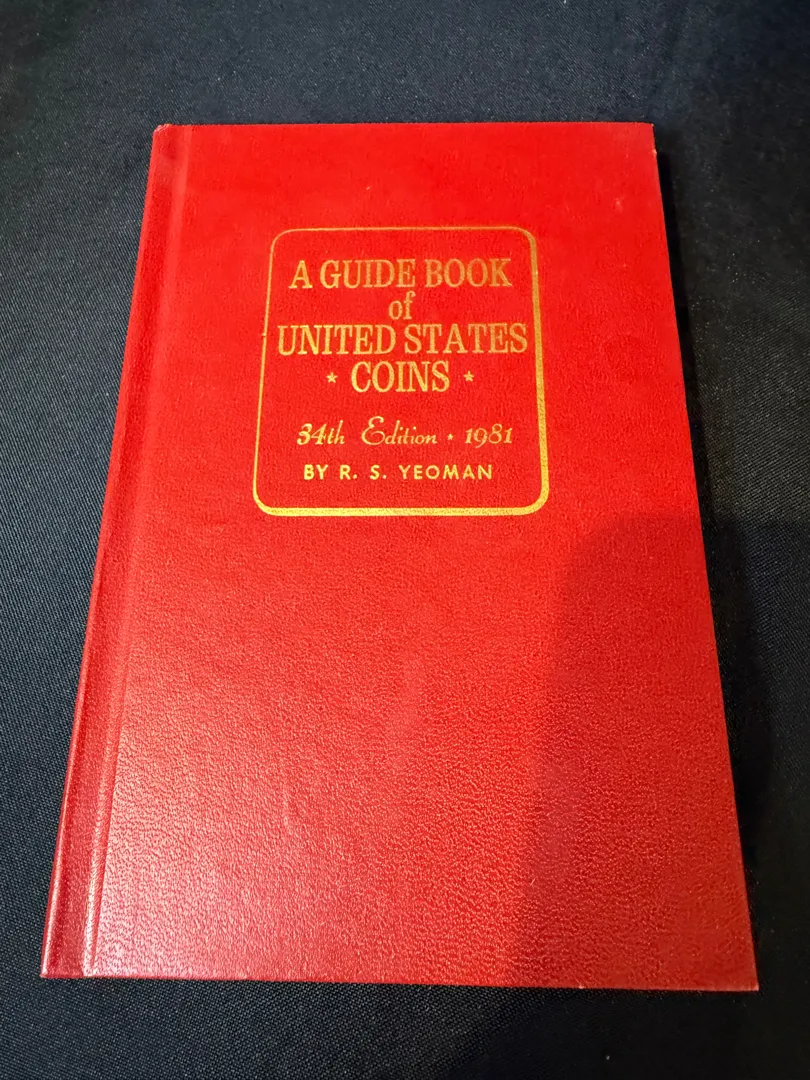 A GUIDE BOOK
of
UNITED STATES
★ COINS ★
34th Edition ★ 1981
BY R. S. YEOMAN